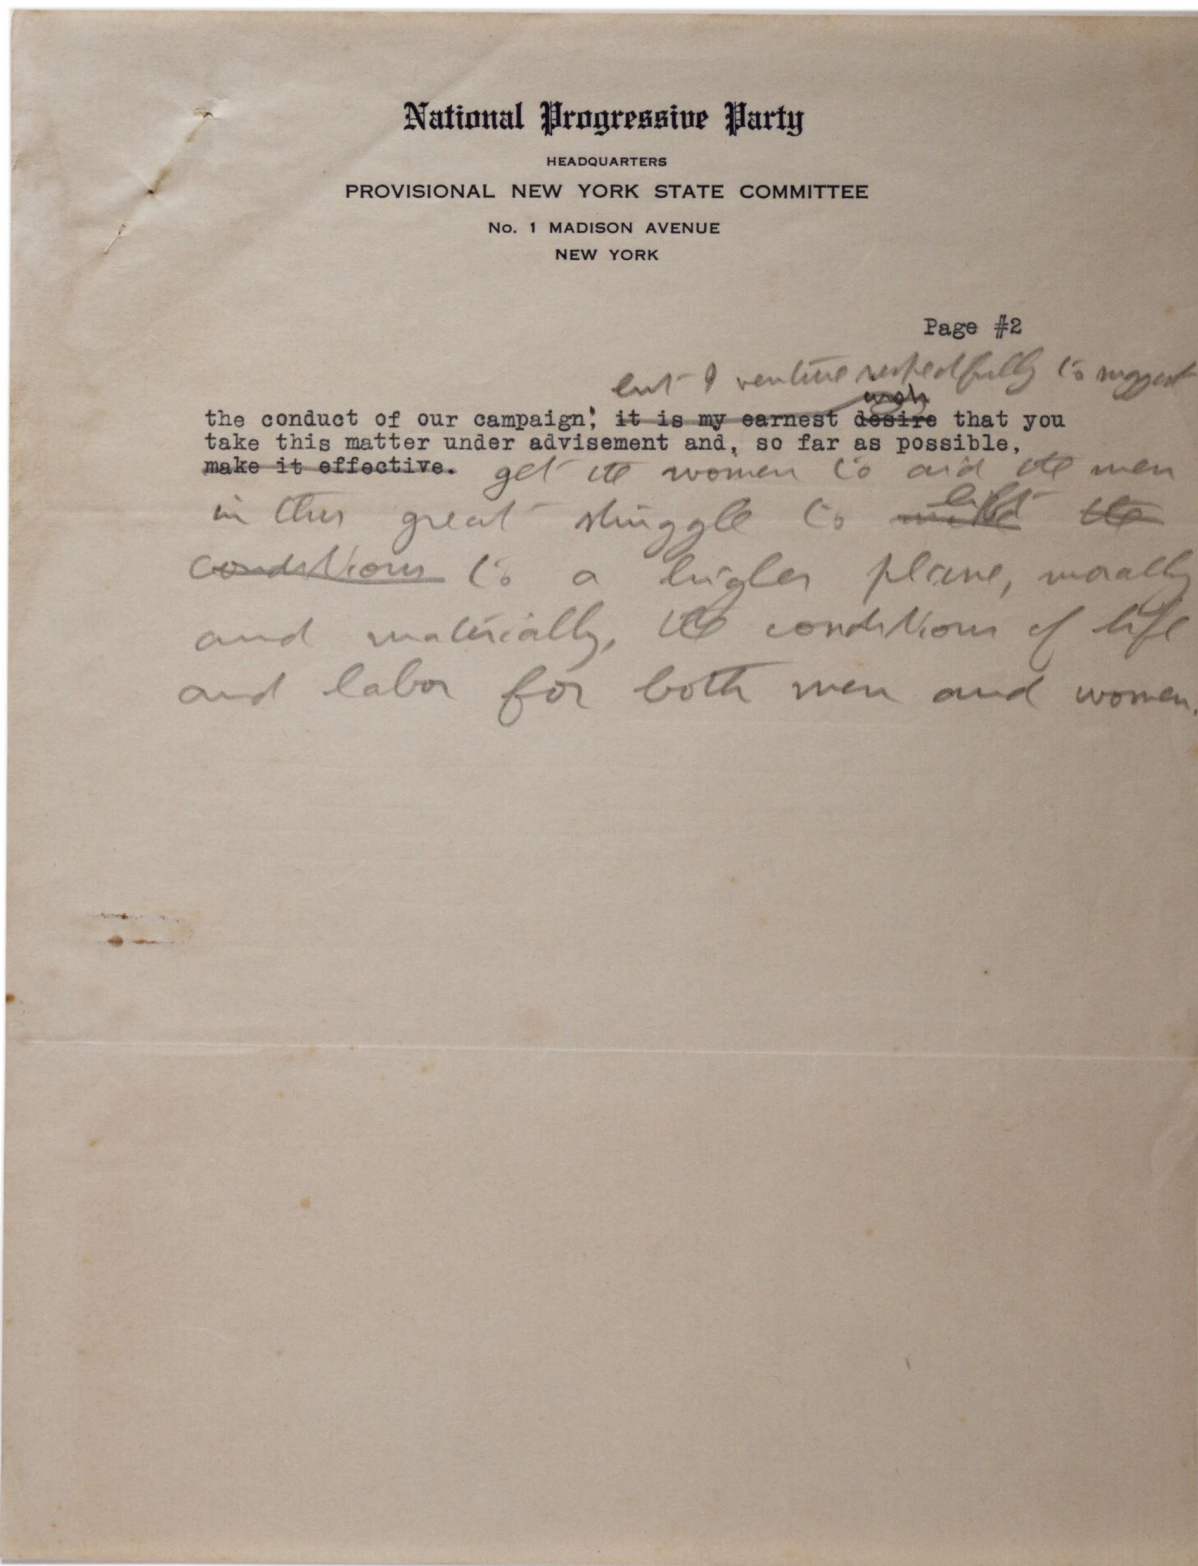 National Progressive Party
HEADQUARTERS
PROVISIONAL NEW YORK STATE COMMITTEE
No. 1 MADISON AVENUE
NEW YORK
Page #2
but I venture respectfully to suggest
wish
the conduct of our campaign; it is my earnest desire that you
take this matter under advisement and, so far as possible,
make it effective. get the women to aid the men
lift
in this great struggle to the
conditions to a higher plane, morally
and materially, the conditions of life
and labor for both men and women.